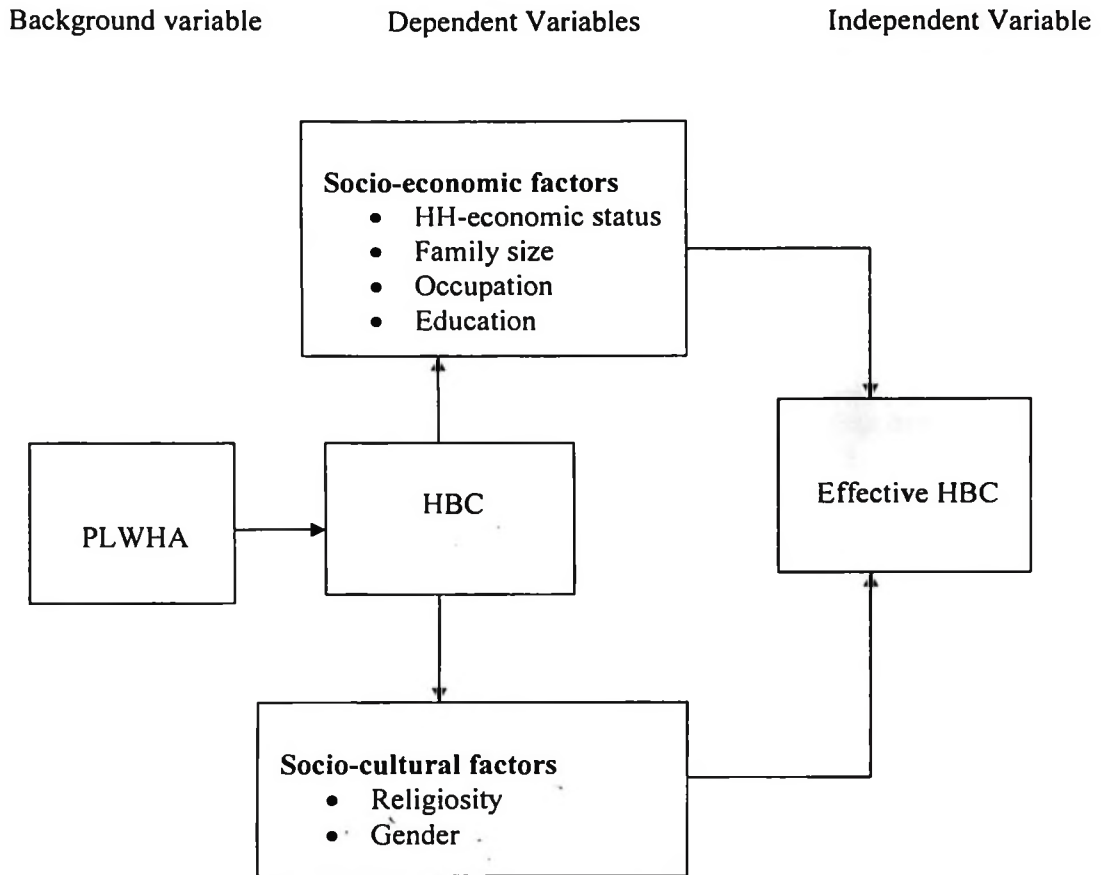 Background variable
Dependent Variables
Independent Variable
Socio-economic factors
• HH-economic status
• Family size
• Occupation
• Education
PLWHA
HBC
Effective HBC
Socio-cultural factors
• Religiosity
• Gender